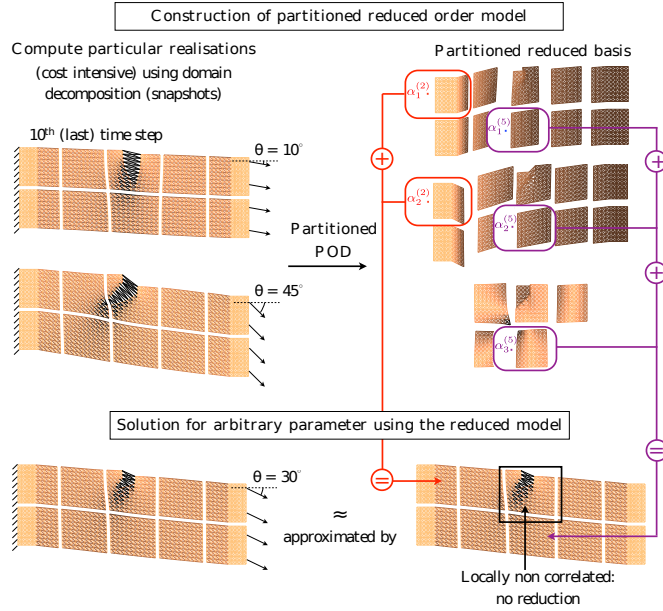 Construction of partitioned reduced order model
Compute particular realisations
(cost intensive) using domain
decomposition (snapshots)
Partitioned reduced basis
10th (last) time step
θ = 10°
θ = 45°
Partitioned
POD
α₁⁽²⁾·
α₁⁽⁵⁾·
+
+
α₂⁽²⁾·
α₂⁽⁵⁾·
+
α₃⁽⁵⁾·
Solution for arbitrary parameter using the reduced model
θ = 30°
≈
approximated by
=
=
Locally non correlated:
no reduction